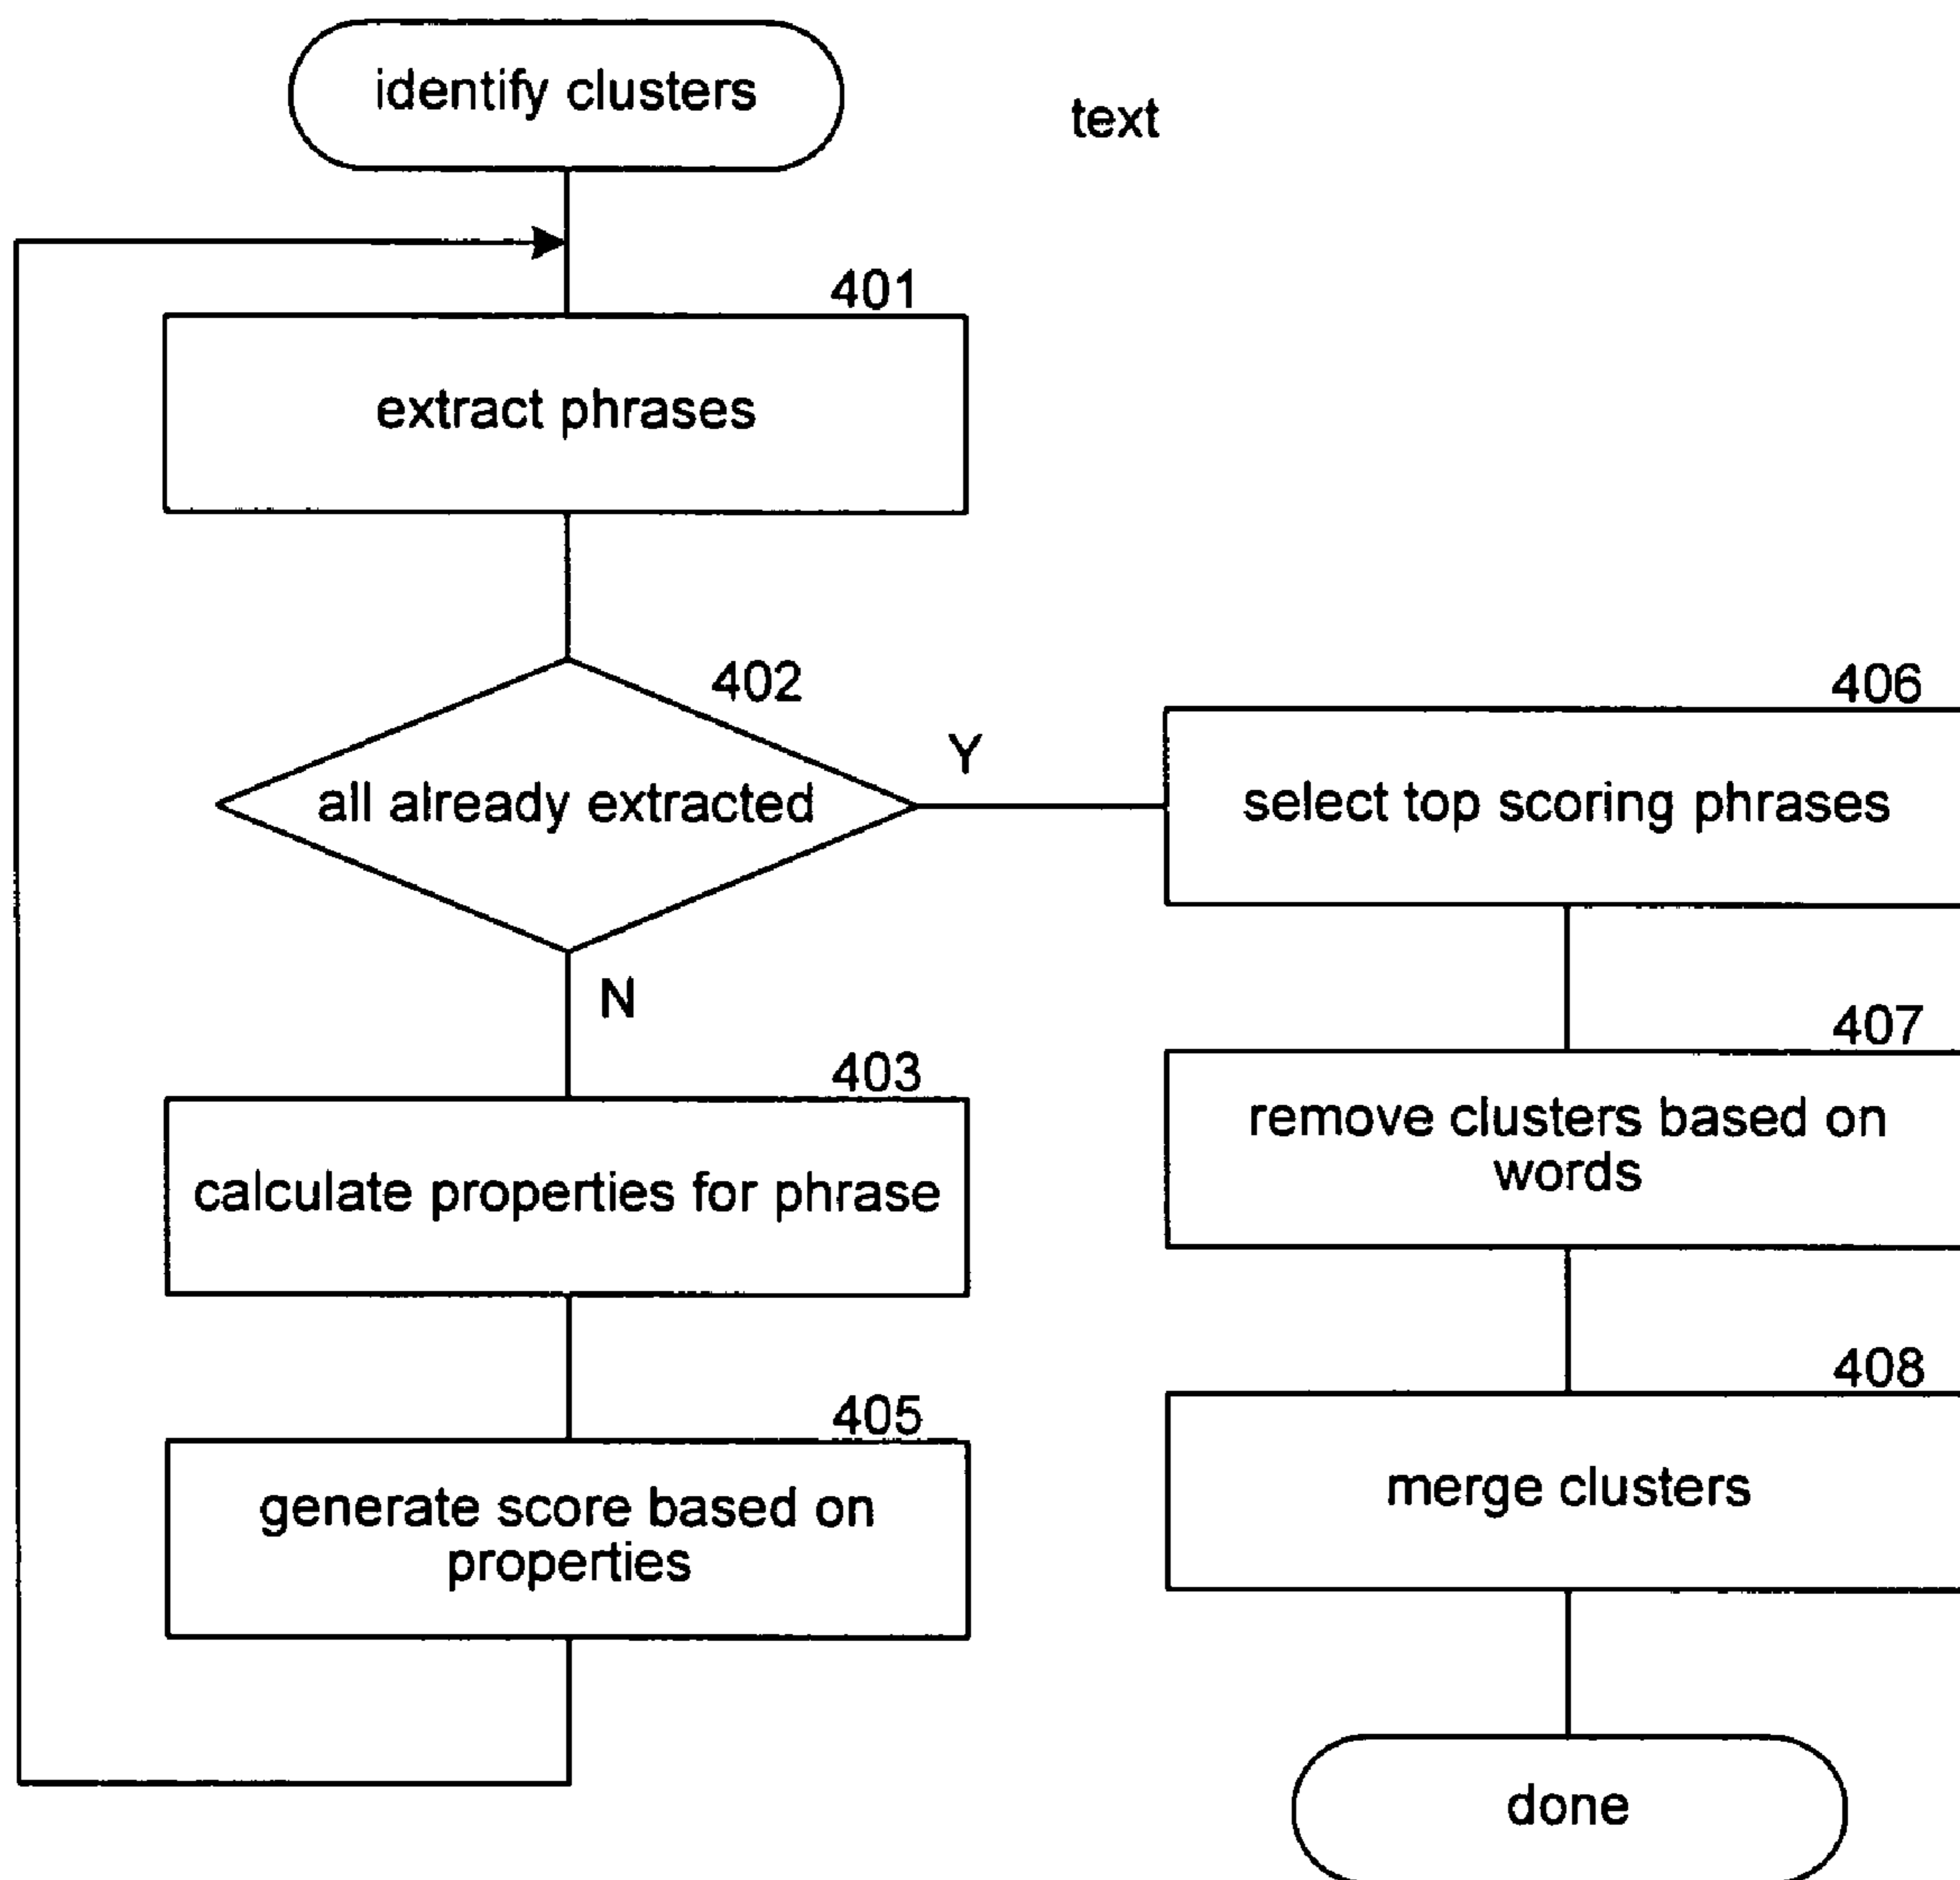 identify clusters
text
401
extract phrases
402
all already extracted
Y
N
403
calculate properties for phrase
405
generate score based on
properties
406
select top scoring phrases
407
remove clusters based on
words
408
merge clusters
done